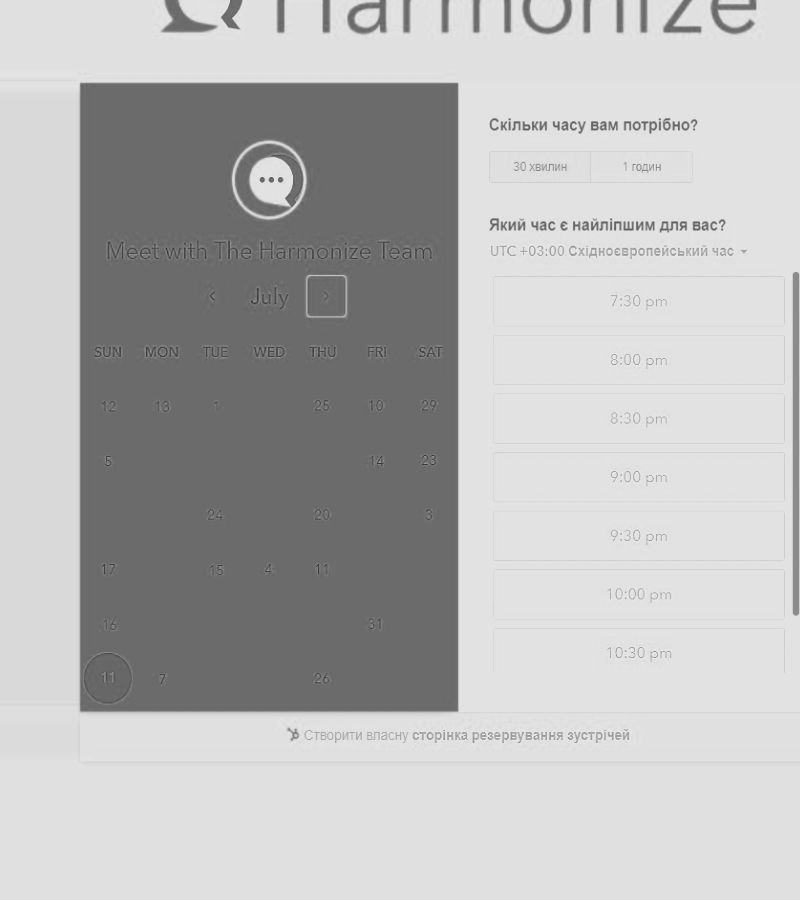 Harmonize
Meet with The Harmonize Team
July
SUN MON TUE WED THU FRI SAT
12 13 1 25 10 29
5 14 23
24 20 3
17 15 4 11
16 31
11 7 26
Скільки часу вам потрібно?
30 хвилин 1 годин
Який час є найліпшим для вас?
UTC +03:00 Східноєвропейський час
7:30 pm
8:00 pm
8:30 pm
9:00 pm
9:30 pm
10:00 pm
10:30 pm
Створити власну сторінка резервування зустрічей